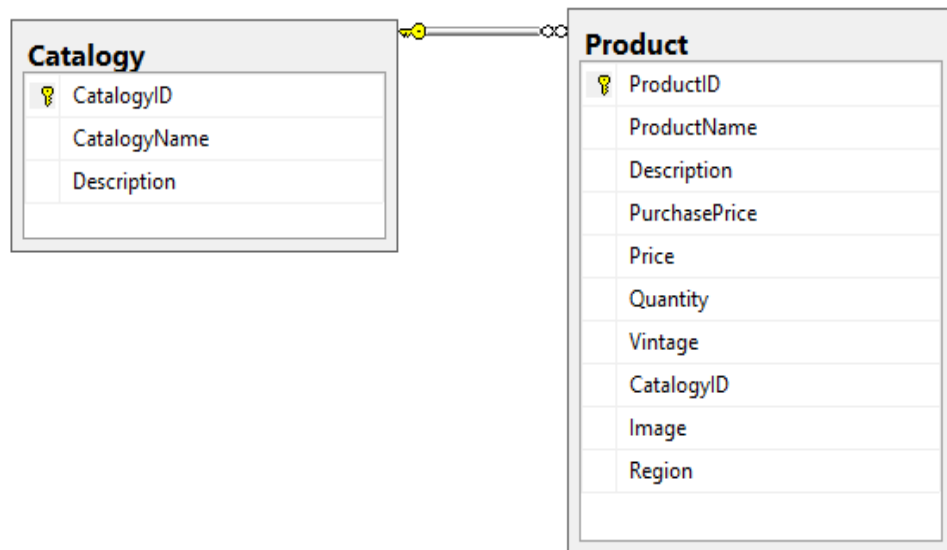 Catalogy
CatalogyID
CatalogyName
Description
Product
ProductID
ProductName
Description
PurchasePrice
Price
Quantity
Vintage
CatalogyID
Image
Region